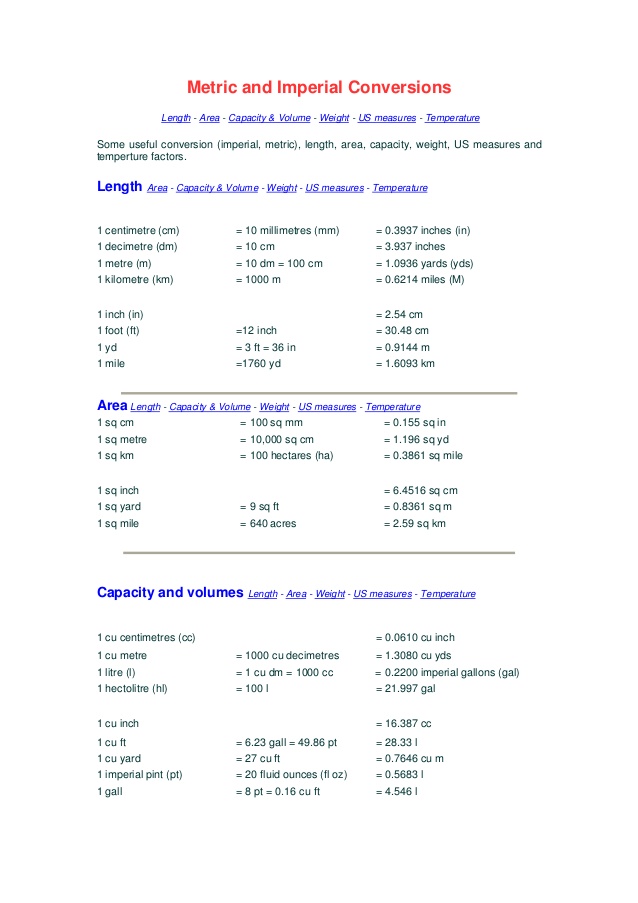 Metric and Imperial Conversions
Length - Area - Capacity & Volume - Weight - US measures - Temperature
Some useful conversion (imperial, metric), length, area, capacity, weight, US measures and
temperture factors.
Length Area - Capacity & Volume - Weight - US measures - Temperature
1 centimetre (cm) = 10 millimetres (mm) = 0.3937 inches (in)
1 decimetre (dm) = 10 cm = 3.937 inches
1 metre (m) = 10 dm = 100 cm = 1.0936 yards (yds)
1 kilometre (km) = 1000 m = 0.6214 miles (M)
1 inch (in) = 2.54 cm
1 foot (ft) =12 inch = 30.48 cm
1 yd = 3 ft = 36 in = 0.9144 m
1 mile =1760 yd = 1.6093 km
Area Length - Capacity & Volume - Weight - US measures - Temperature
1 sq cm = 100 sq mm = 0.155 sq in
1 sq metre = 10,000 sq cm = 1.196 sq yd
1 sq km = 100 hectares (ha) = 0.3861 sq mile
1 sq inch = 6.4516 sq cm
1 sq yard = 9 sq ft = 0.8361 sq m
1 sq mile = 640 acres = 2.59 sq km
Capacity and volumes Length - Area - Weight - US measures - Temperature
1 cu centimetres (cc) = 0.0610 cu inch
1 cu metre = 1000 cu decimetres = 1.3080 cu yds
1 litre (l) = 1 cu dm = 1000 cc = 0.2200 imperial gallons (gal)
1 hectolitre (hl) = 100 l = 21.997 gal
1 cu inch = 16.387 cc
1 cu ft = 6.23 gall = 49.86 pt = 28.33 l
1 cu yard = 27 cu ft = 0.7646 cu m
1 imperial pint (pt) = 20 fluid ounces (fl oz) = 0.5683 l
1 gall = 8 pt = 0.16 cu ft = 4.546 l